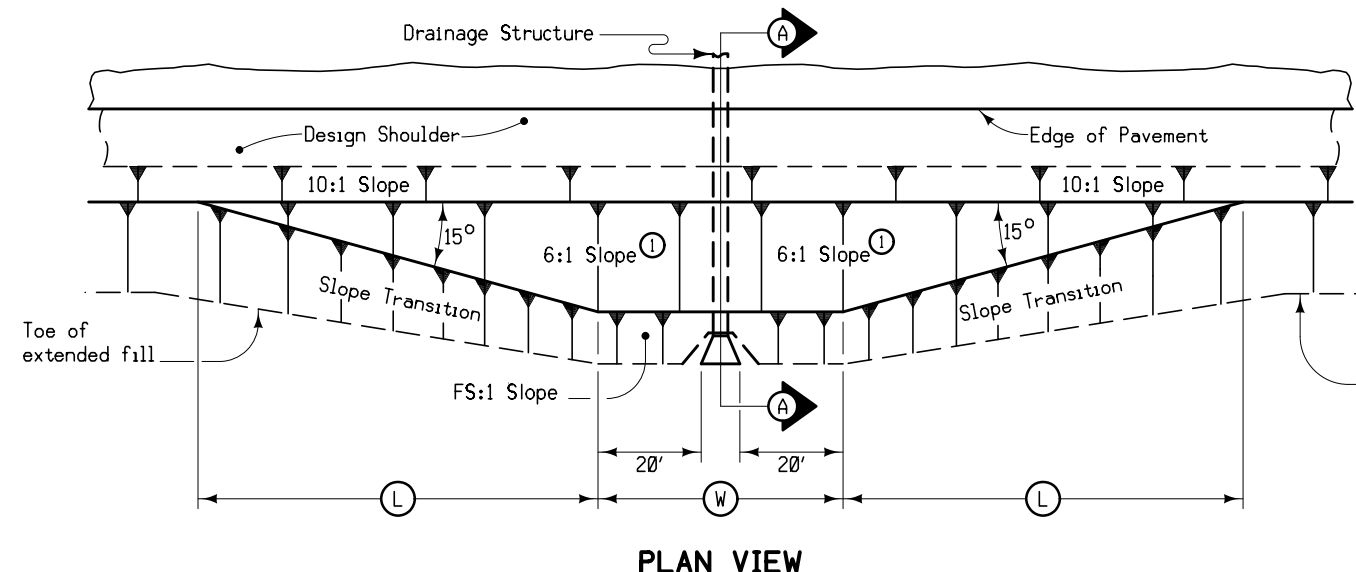 Drainage Structure
A
Design Shoulder
Edge of Pavement
10:1 Slope
10:1 Slope
15°
6:1 Slope 1
6:1 Slope 1
15°
Slope Transition
Slope Transition
Toe of
extended fill
FS:1 Slope
A
20'
20'
L
W
L
PLAN VIEW